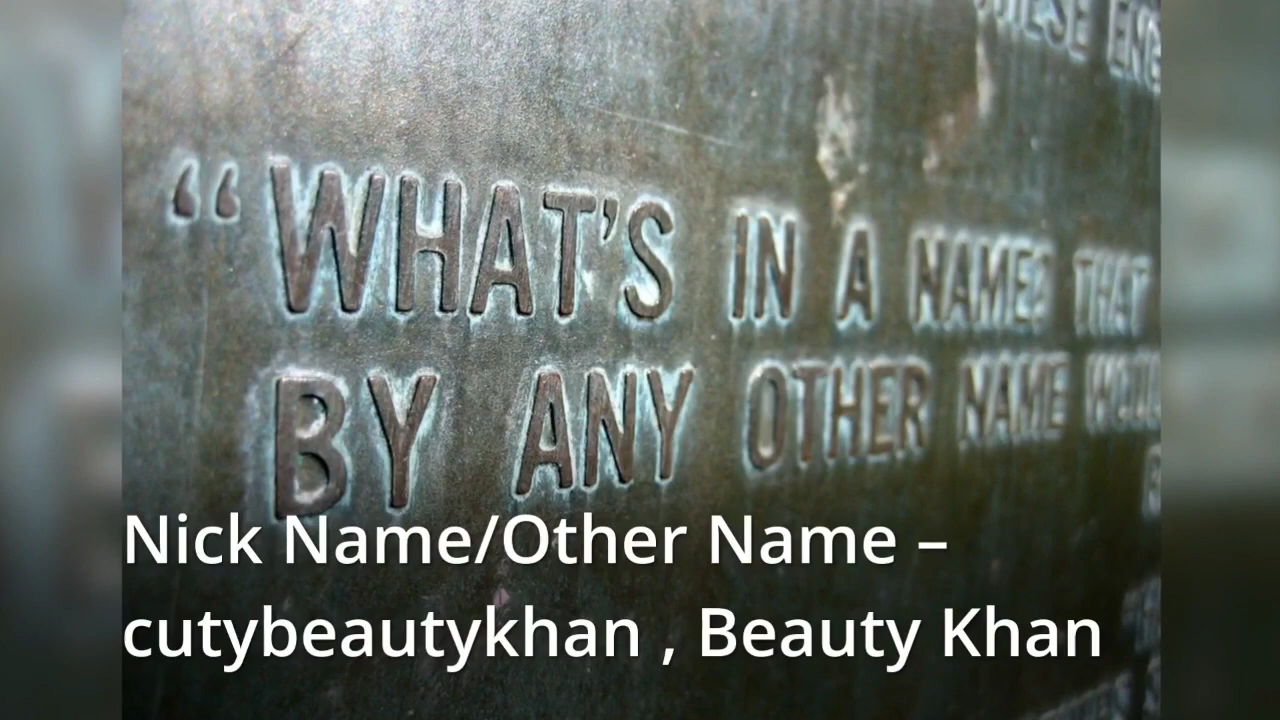 “WHAT’S IN A NAME? THAT
BY ANY OTHER NAME
Nick Name/Other Name –
cutybeautykhan , Beauty Khan